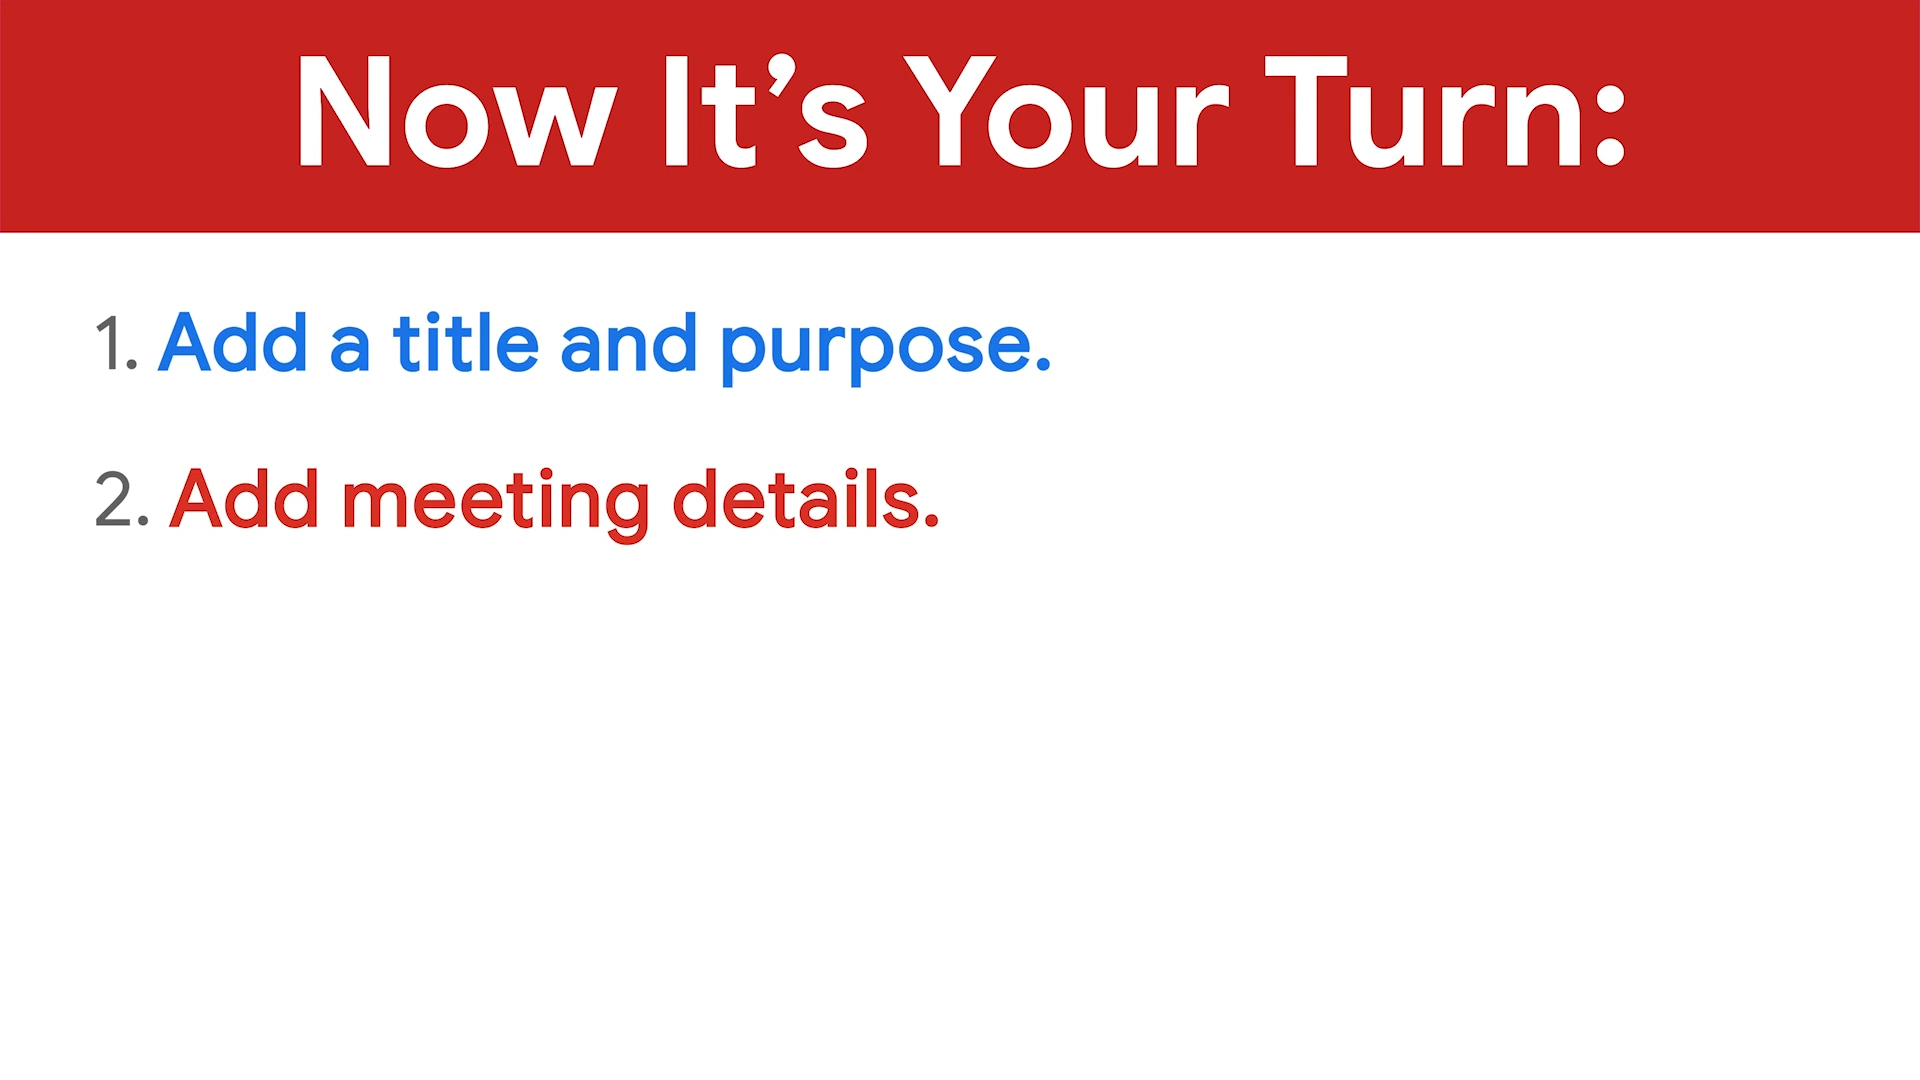 Now It’s Your Turn:
1. Add a title and purpose.
2. Add meeting details.